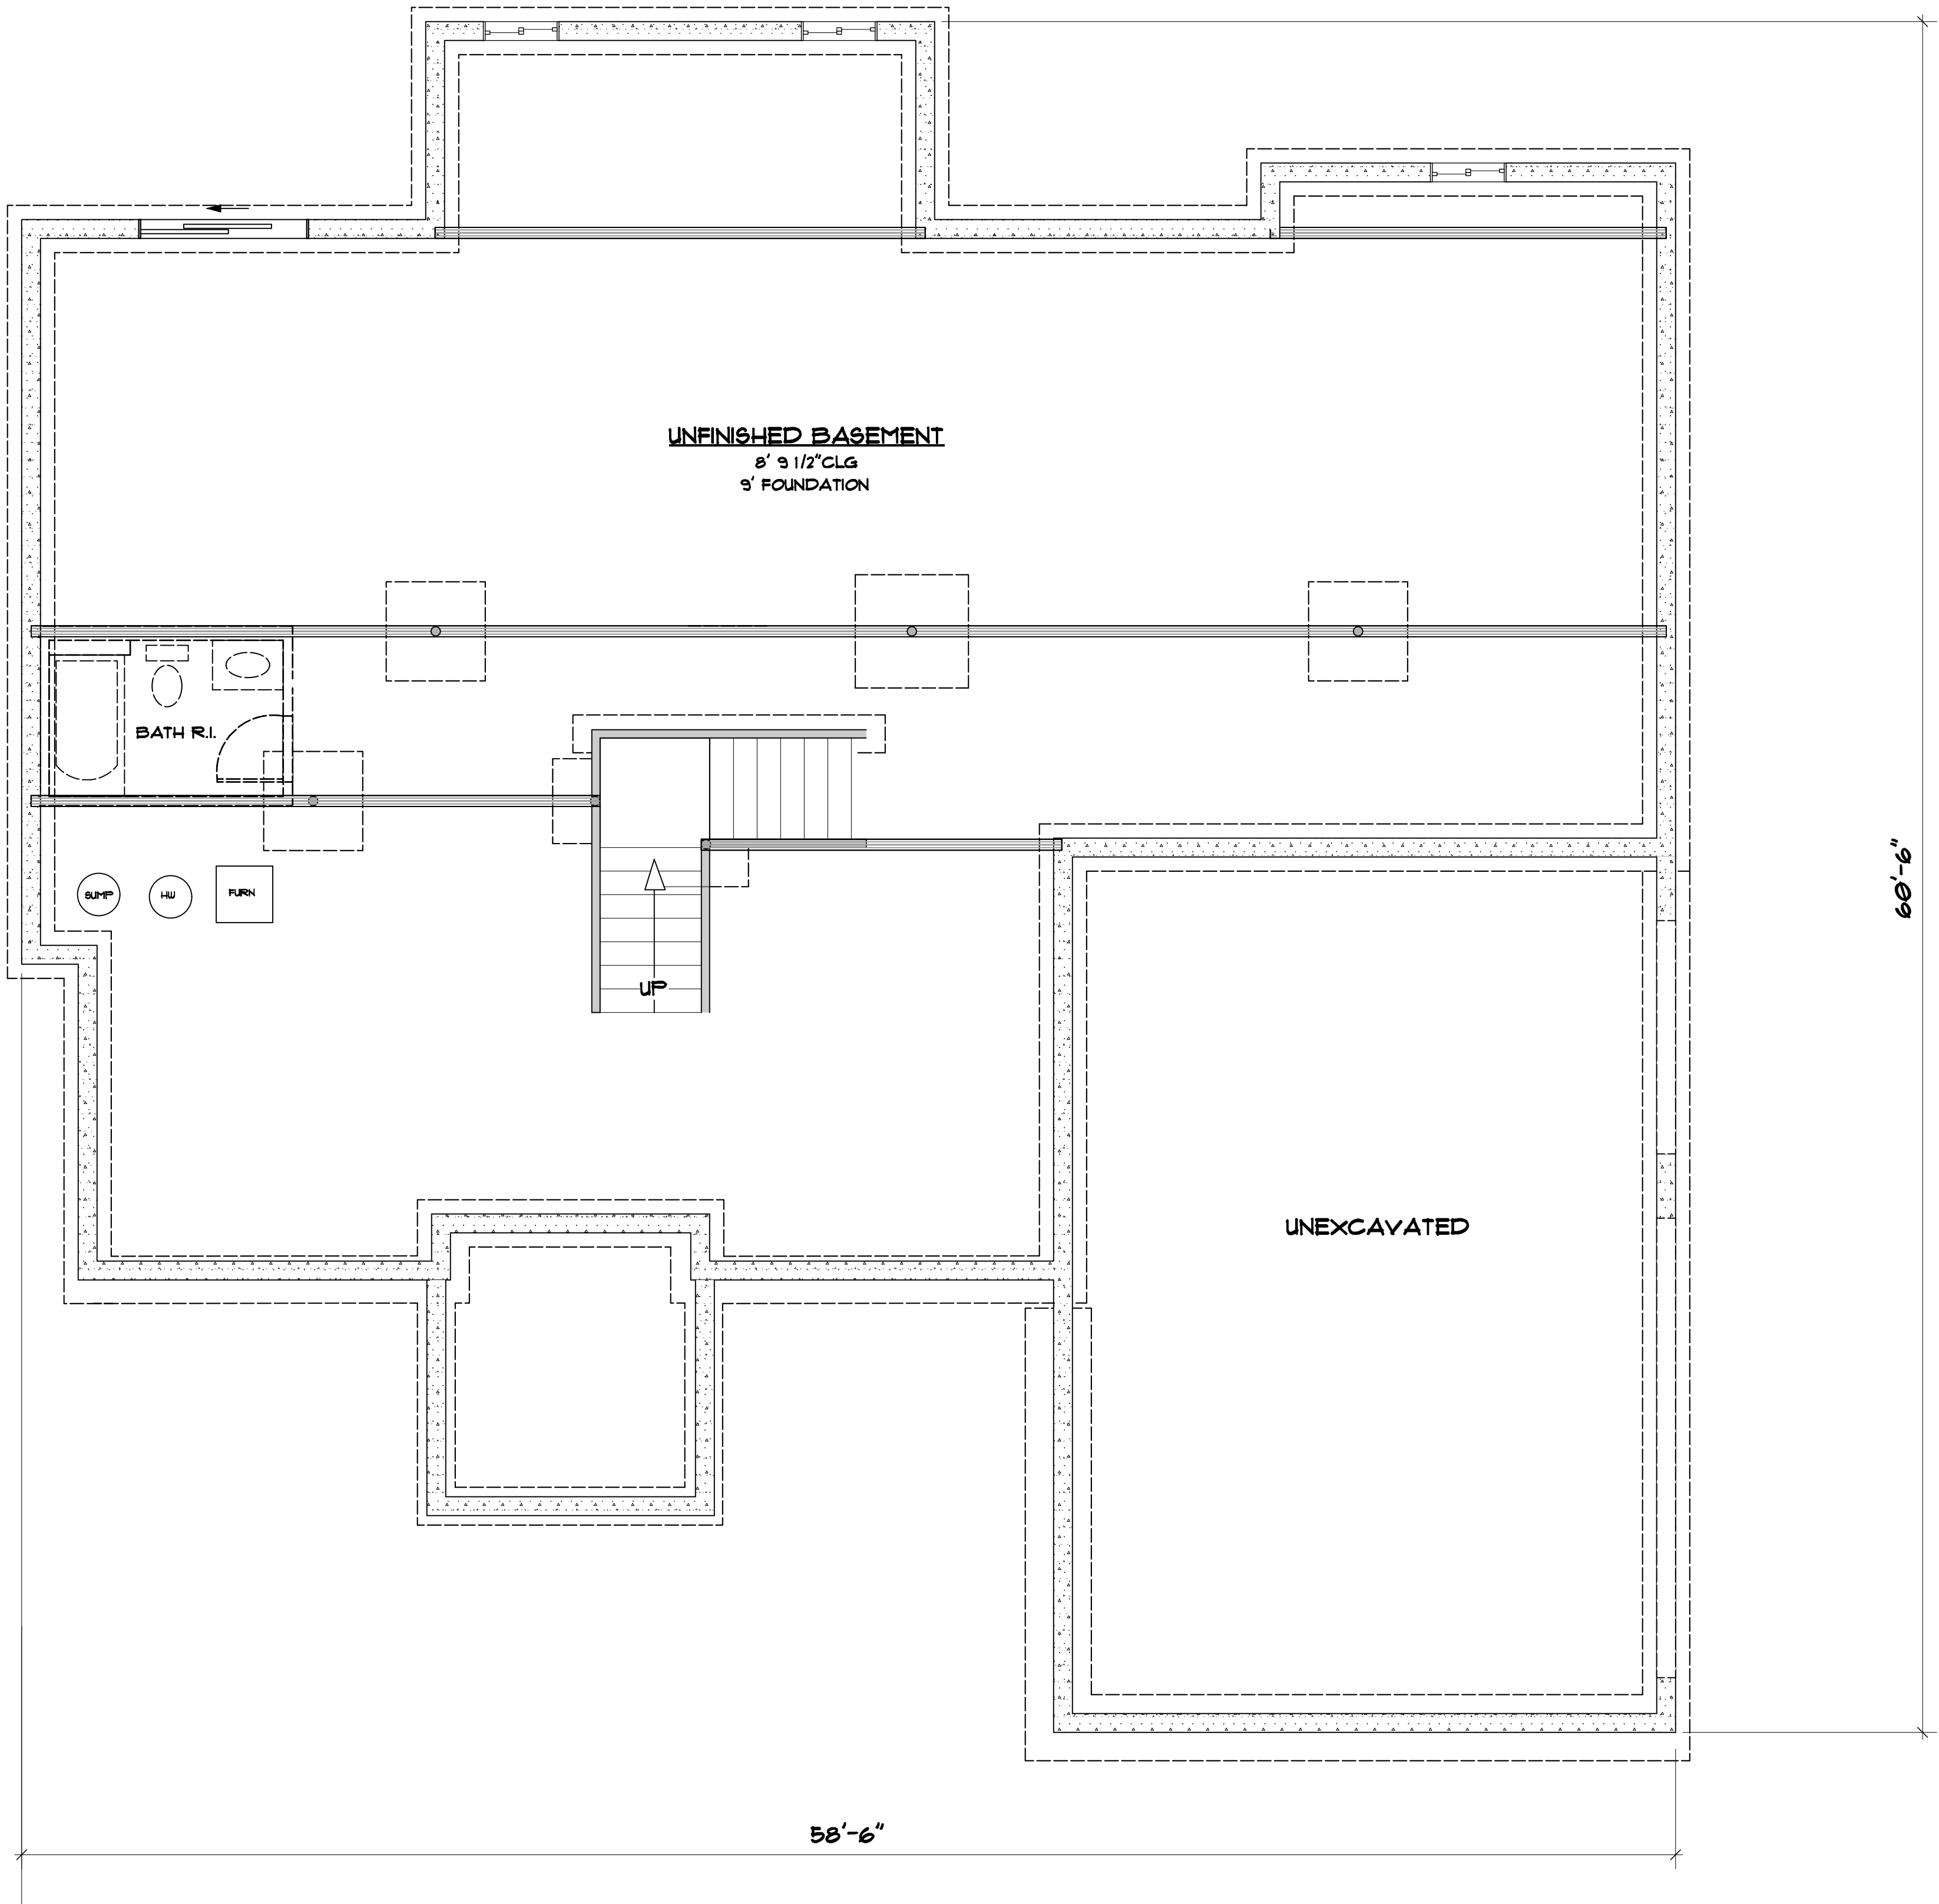 UNFINISHED BASEMENT
8' 9 1/2"CLG
9' FOUNDATION
BATH R.I.
SUMP
HW
FURN
UP
UNEXCAVATED
60'-6"
58'-6"